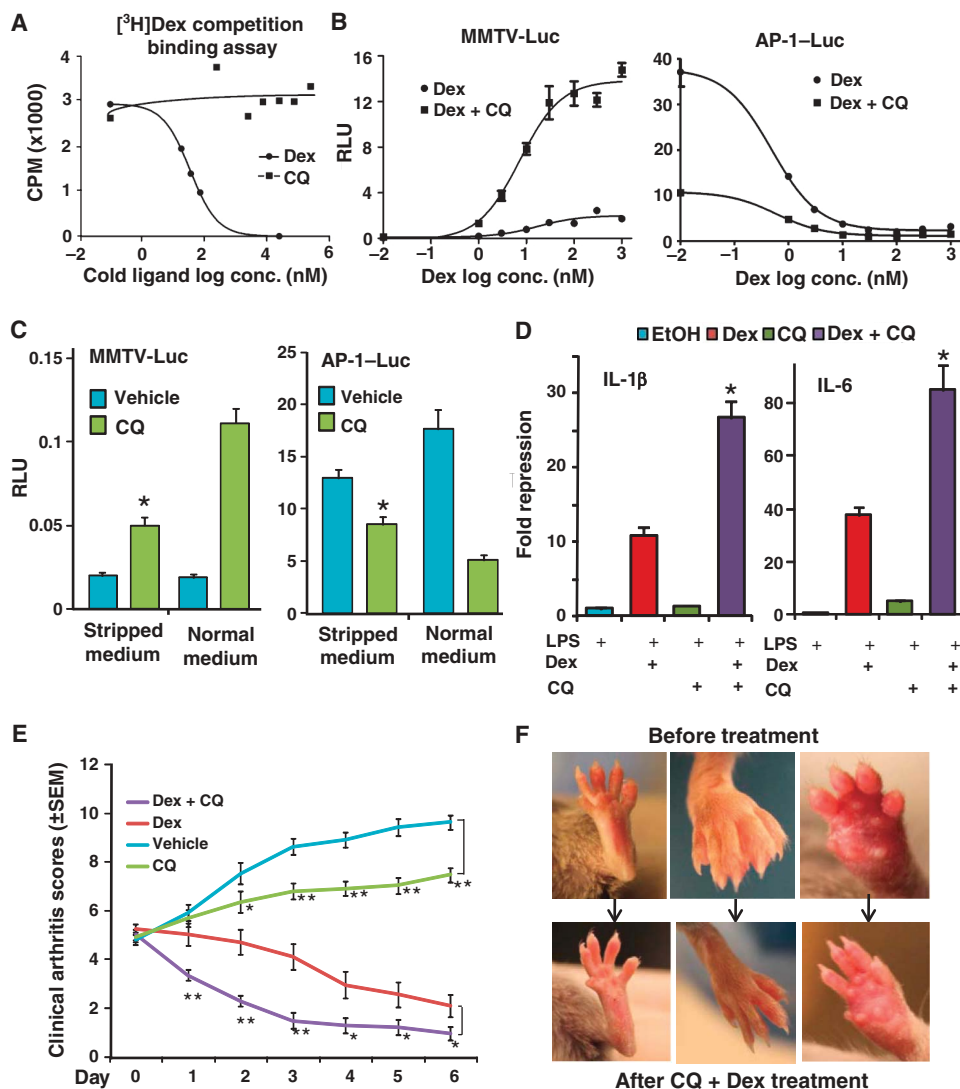 A
[³H]Dex competition
binding assay
CPM (x1000)
4
3
2
1
0
Dex
CQ
−2 0 2 4 6
Cold ligand log conc. (nM)
B
MMTV-Luc
RLU
16
12
8
4
0
Dex
Dex + CQ
−2 −1 0 1 2 3
Dex log conc. (nM)
AP-1–Luc
50
40
30
20
10
0
Dex
Dex + CQ
−2 −1 0 1 2 3
Dex log conc. (nM)
C
MMTV-Luc
RLU
0.15
0.1
0.05
0
Vehicle
CQ
*
Stripped medium
Normal medium
AP-1–Luc
25
20
15
10
5
0
Vehicle
CQ
*
Stripped medium
Normal medium
D
EtOH Dex CQ Dex + CQ
IL-1β
Fold repression
30
20
10
0
*
LPS + + + +
Dex + +
CQ + +
IL-6
80
60
40
20
0
*
LPS + + + +
Dex + +
CQ + +
E
Clinical arthritis scores (±SEM)
12
10
8
6
4
2
0
Dex + CQ
Dex
Vehicle
CQ
* ** ** ** **
** ** ** * * *
Day 0 1 2 3 4 5 6
F
Before treatment
After CQ + Dex treatment